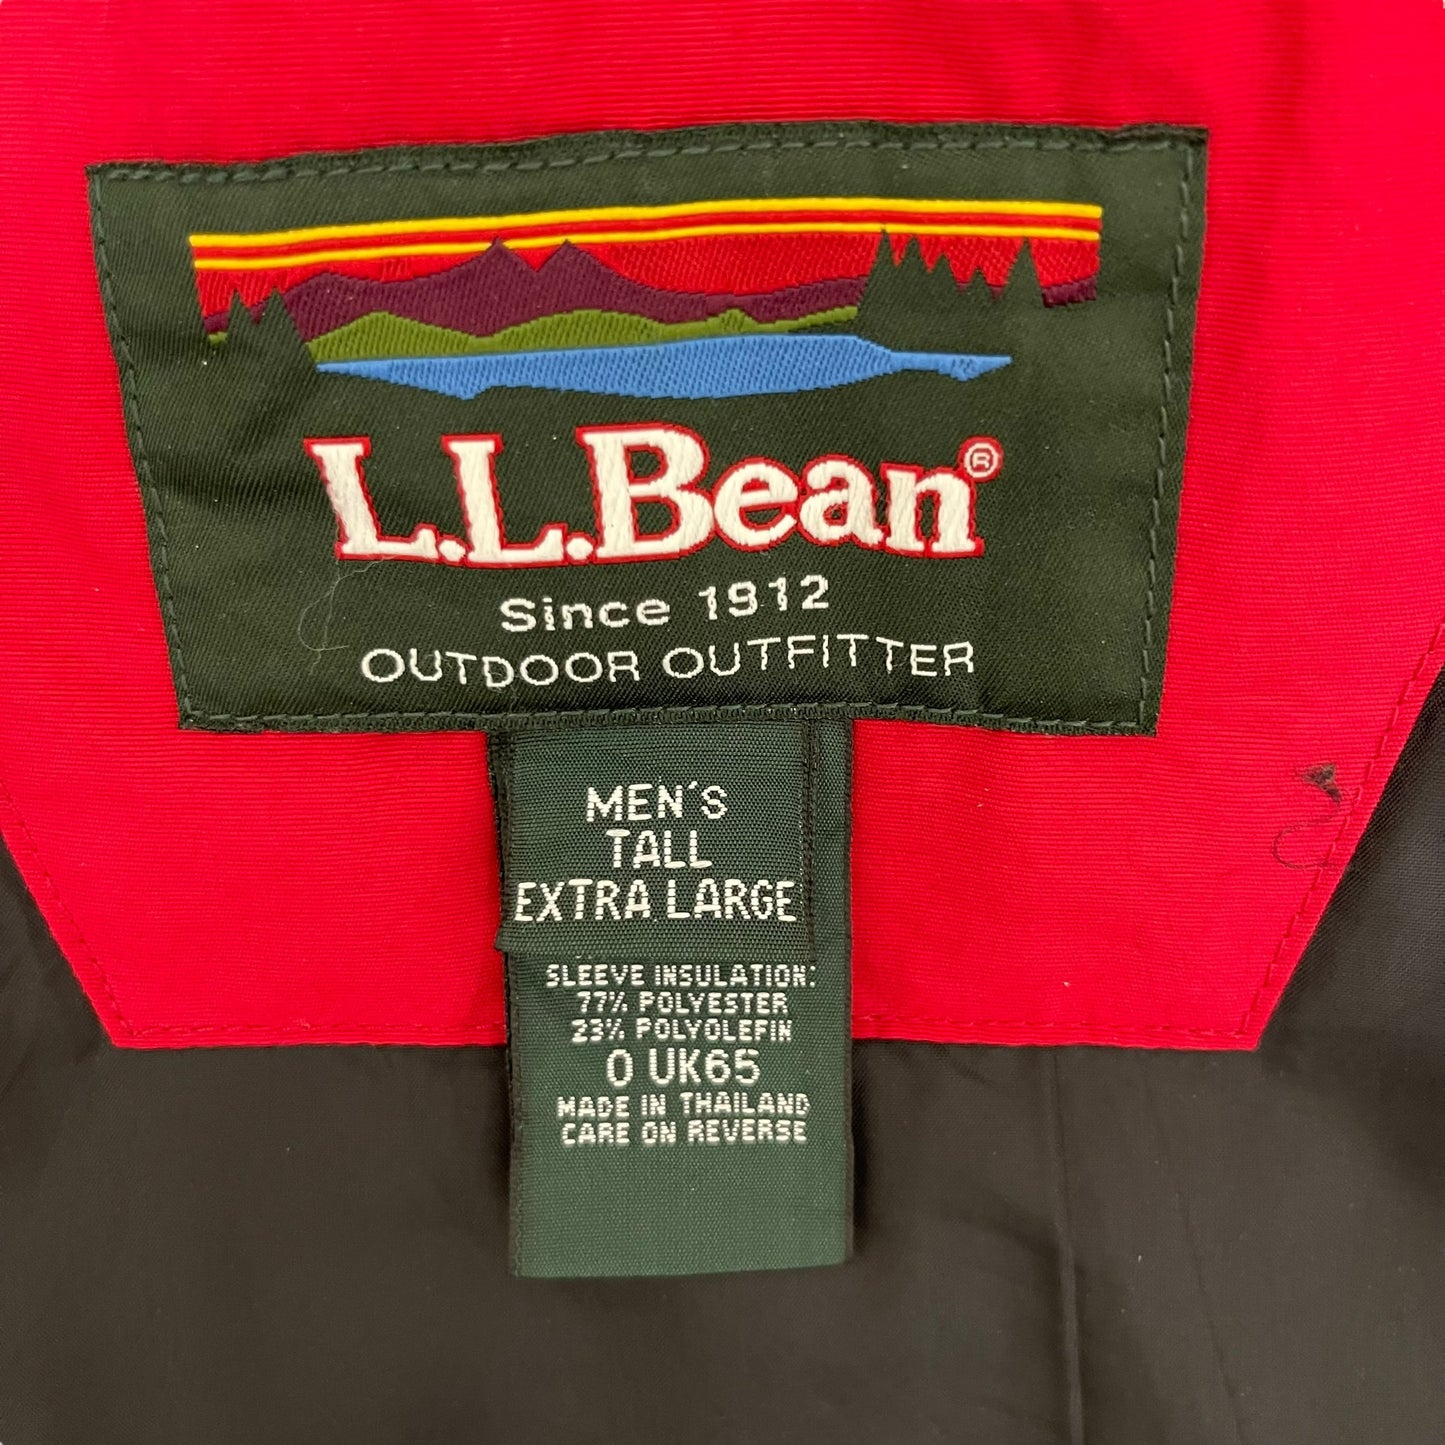 L.L.Bean®
Since 1912
OUTDOOR OUTFITTER
MEN'S
TALL
EXTRA LARGE
SLEEVE INSULATION:
77% POLYESTER
23% POLYOLEFIN
0 UK65
MADE IN THAILAND
CARE ON REVERSE